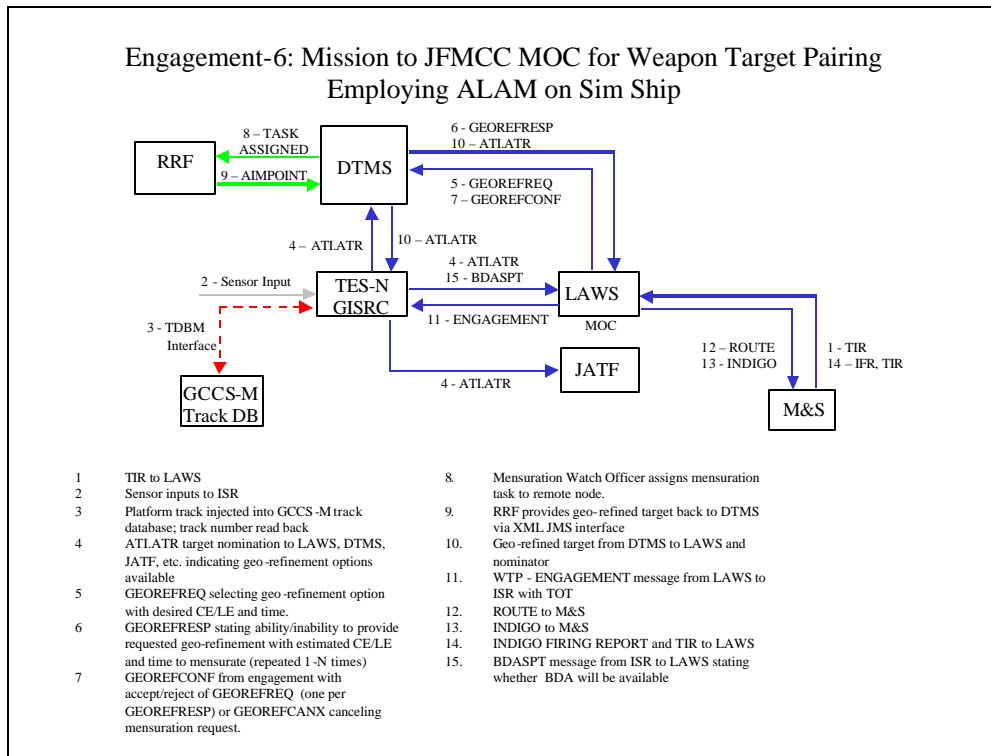 Engagement-6: Mission to JFMCC MOC for Weapon Target Pairing
Employing ALAM on Sim Ship
6 - GEOREFRESP
10 – ATI.ATR
8 – TASK
ASSIGNED
RRF
DTMS
9 – AIMPOINT
5 - GEOREFREQ
7 – GEOREFCONF
4 – ATI.ATR
10 – ATI.ATR
4 - ATI.ATR
15 - BDASPT
2 - Sensor Input
TES-N
GISRC
LAWS
11 - ENGAGEMENT
MOC
3 - TDBM
Interface
12 – ROUTE
13 - INDIGO
1 - TIR
14 – IFR, TIR
JATF
4 - ATI.ATR
GCCS-M
Track DB
M&S
1 TIR to LAWS
2 Sensor inputs to ISR
3 Platform track injected into GCCS-M track
database; track number read back
4 ATI.ATR target nomination to LAWS, DTMS,
JATF, etc. indicating geo-refinement options
available
5 GEOREFREQ selecting geo-refinement option
with desired CE/LE and time.
6 GEOREFRESP stating ability/inability to provide
requested geo-refinement with estimated CE/LE
and time to mensurate (repeated 1-N times)
7 GEOREFCONF from engagement with
accept/reject of GEOREFREQ (one per
GEOREFRESP) or GEOREFCANX canceling
mensuration request.
8. Mensuration Watch Officer assigns mensuration
task to remote node.
9. RRF provides geo-refined target back to DTMS
via XML JMS interface
10. Geo-refined target from DTMS to LAWS and
nominator
11. WTP - ENGAGEMENT message from LAWS to
ISR with TOT
12. ROUTE to M&S
13. INDIGO to M&S
14. INDIGO FIRING REPORT and TIR to LAWS
15. BDASPT message from ISR to LAWS stating
whether BDA will be available